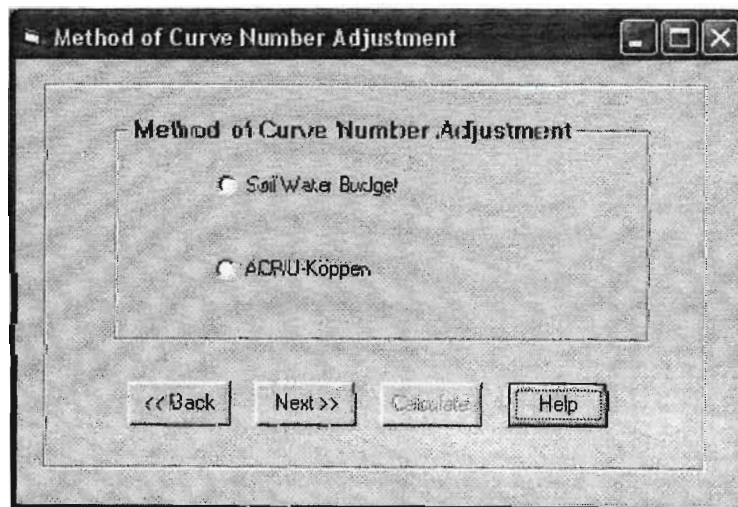 Method of Curve Number Adjustment
Method of Curve Number Adjustment
Soil Water Budget
ACRU-Köppen
<< Back Next >> Calculate Help